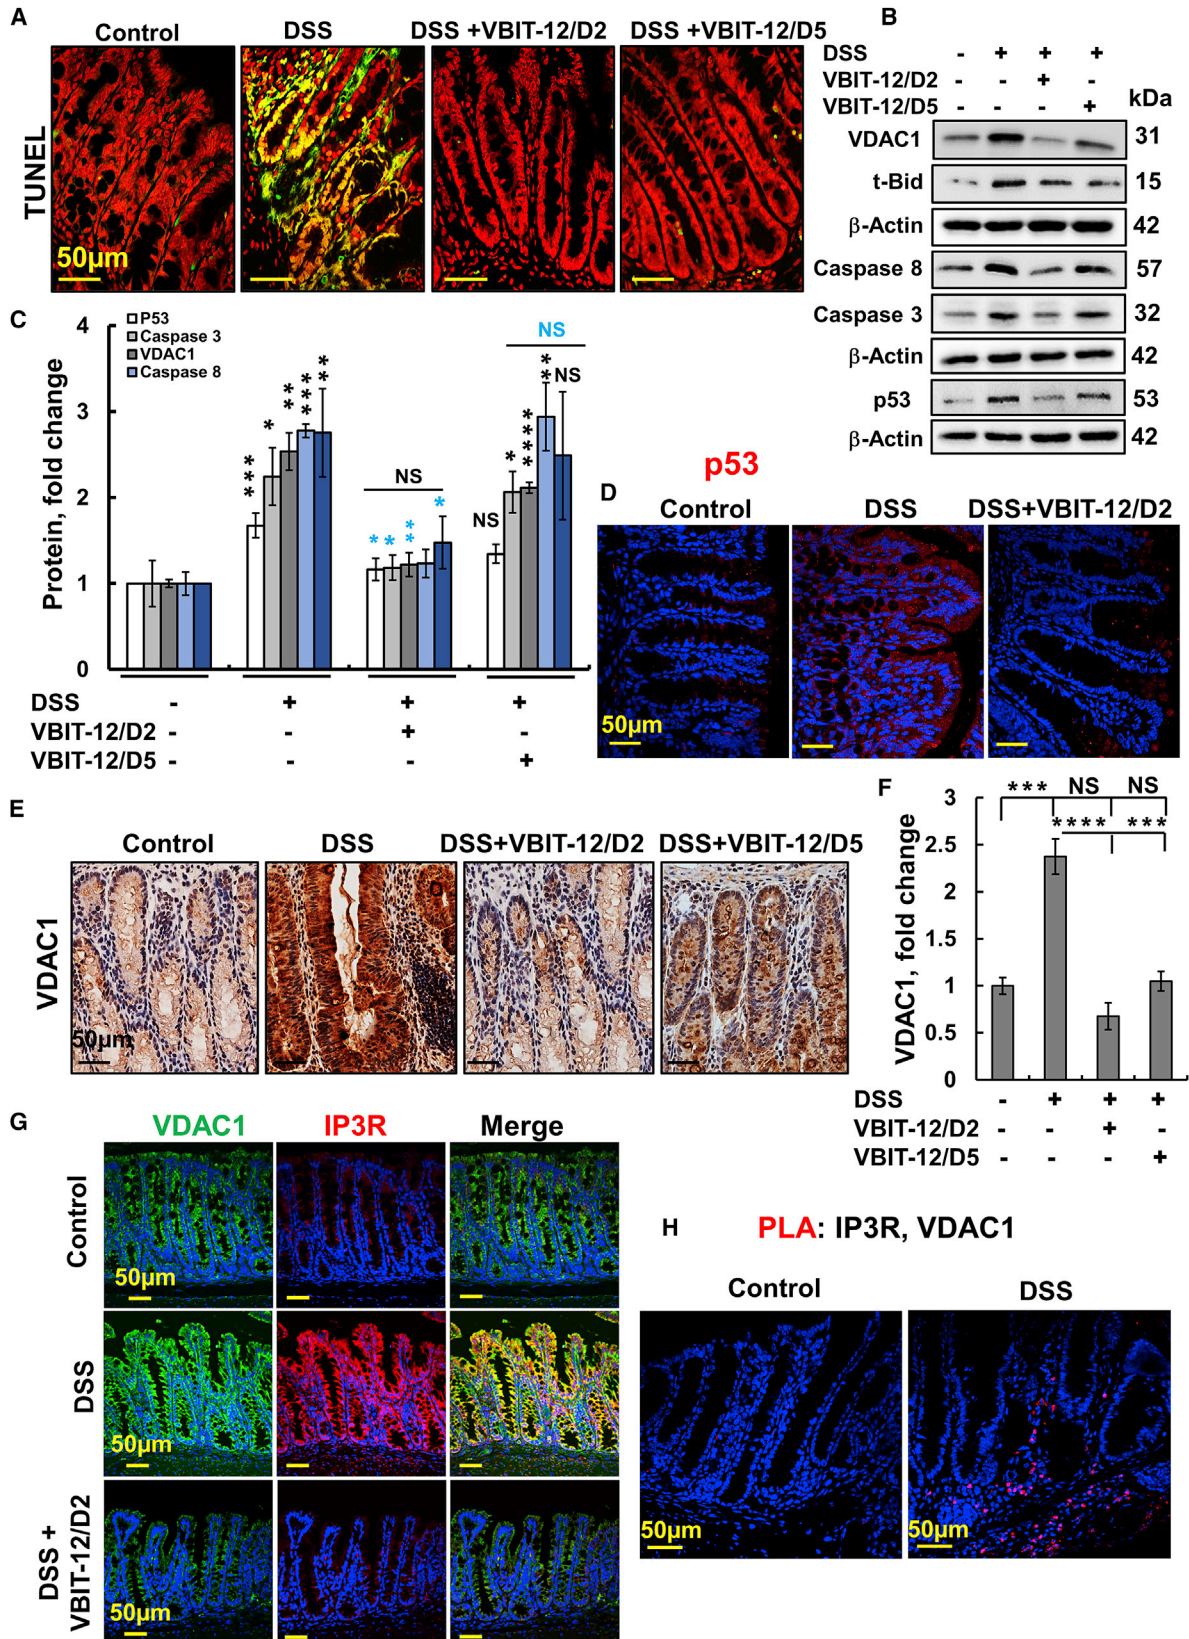 A
Control DSS DSS +VBIT-12/D2 DSS +VBIT-12/D5
TUNEL
50µm
B
DSS - + + +
VBIT-12/D2 - - + -
VBIT-12/D5 - - - +
kDa
VDAC1 31
t-Bid 15
β-Actin 42
Caspase 8 57
Caspase 3 32
β-Actin 42
p53 53
β-Actin 42
C
P53
Caspase 3
VDAC1
Caspase 8
Protein, fold change
4
3
2
1
0
*** * ** *** **
NS
* * ** *
NS
NS * **** ** NS
DSS - + + +
VBIT-12/D2 - - + -
VBIT-12/D5 - - - +
p53
D
Control DSS DSS+VBIT-12/D2
50µm
E
Control DSS DSS+VBIT-12/D2 DSS+VBIT-12/D5
VDAC1
50µm
F
VDAC1, fold change
3
2.5
2
1.5
1
0.5
0
*** NS NS
**** ***
DSS - + + +
VBIT-12/D2 - - + -
VBIT-12/D5 - - - +
G
VDAC1 IP3R Merge
Control
50µm
DSS
50µm
DSS +
VBIT-12/D2
50µm
H
PLA: IP3R, VDAC1
Control DSS
50µm 50µm